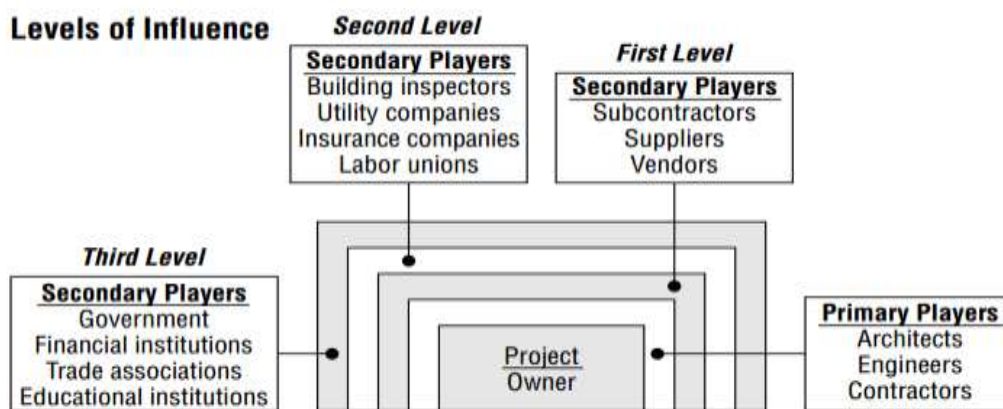 Levels of Influence
Second Level
Secondary Players
Building inspectors
Utility companies
Insurance companies
Labor unions
First Level
Secondary Players
Subcontractors
Suppliers
Vendors
Third Level
Secondary Players
Government
Financial institutions
Trade associations
Educational institutions
Project
Owner
Primary Players
Architects
Engineers
Contractors